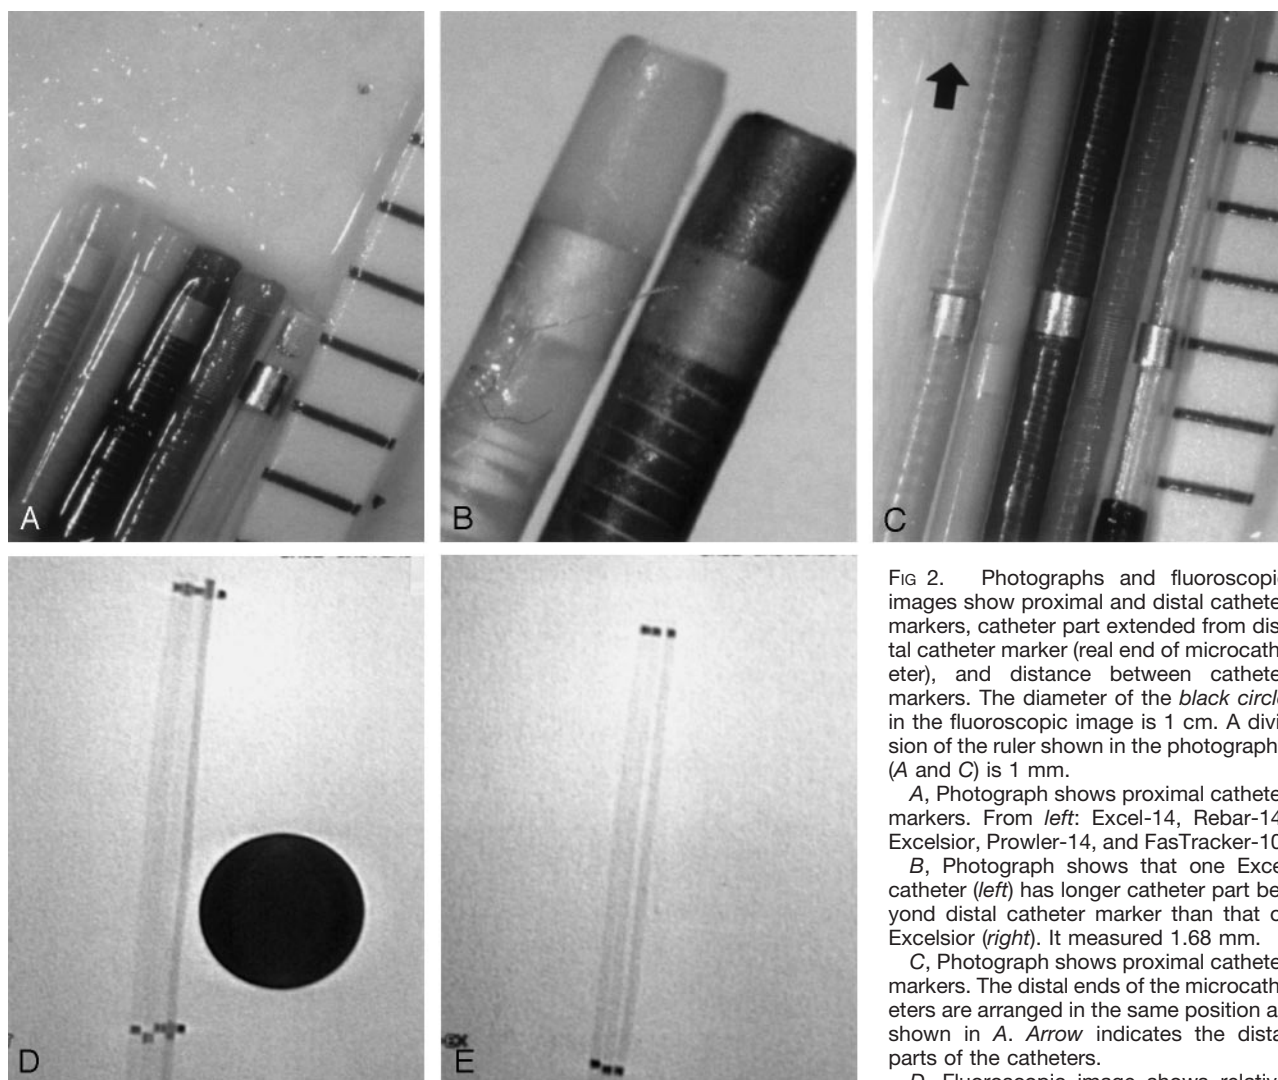 A
B
C
D
E
FIG 2. Photographs and fluoroscopic
images show proximal and distal cathete
markers, catheter part extended from dis
tal catheter marker (real end of microcath
eter), and distance between cathete
markers. The diameter of the black circle
in the fluoroscopic image is 1 cm. A divi
sion of the ruler shown in the photograph
(A and C) is 1 mm.
A, Photograph shows proximal cathete
markers. From left: Excel-14, Rebar-14
Excelsior, Prowler-14, and FasTracker-10
B, Photograph shows that one Exce
catheter (left) has longer catheter part be
yond distal catheter marker than that o
Excelsior (right). It measured 1.68 mm.
C, Photograph shows proximal cathete
markers. The distal ends of the microcath
eters are arranged in the same position a
shown in A. Arrow indicates the dista
parts of the catheters.
D, Fluoroscopic image shows relativ